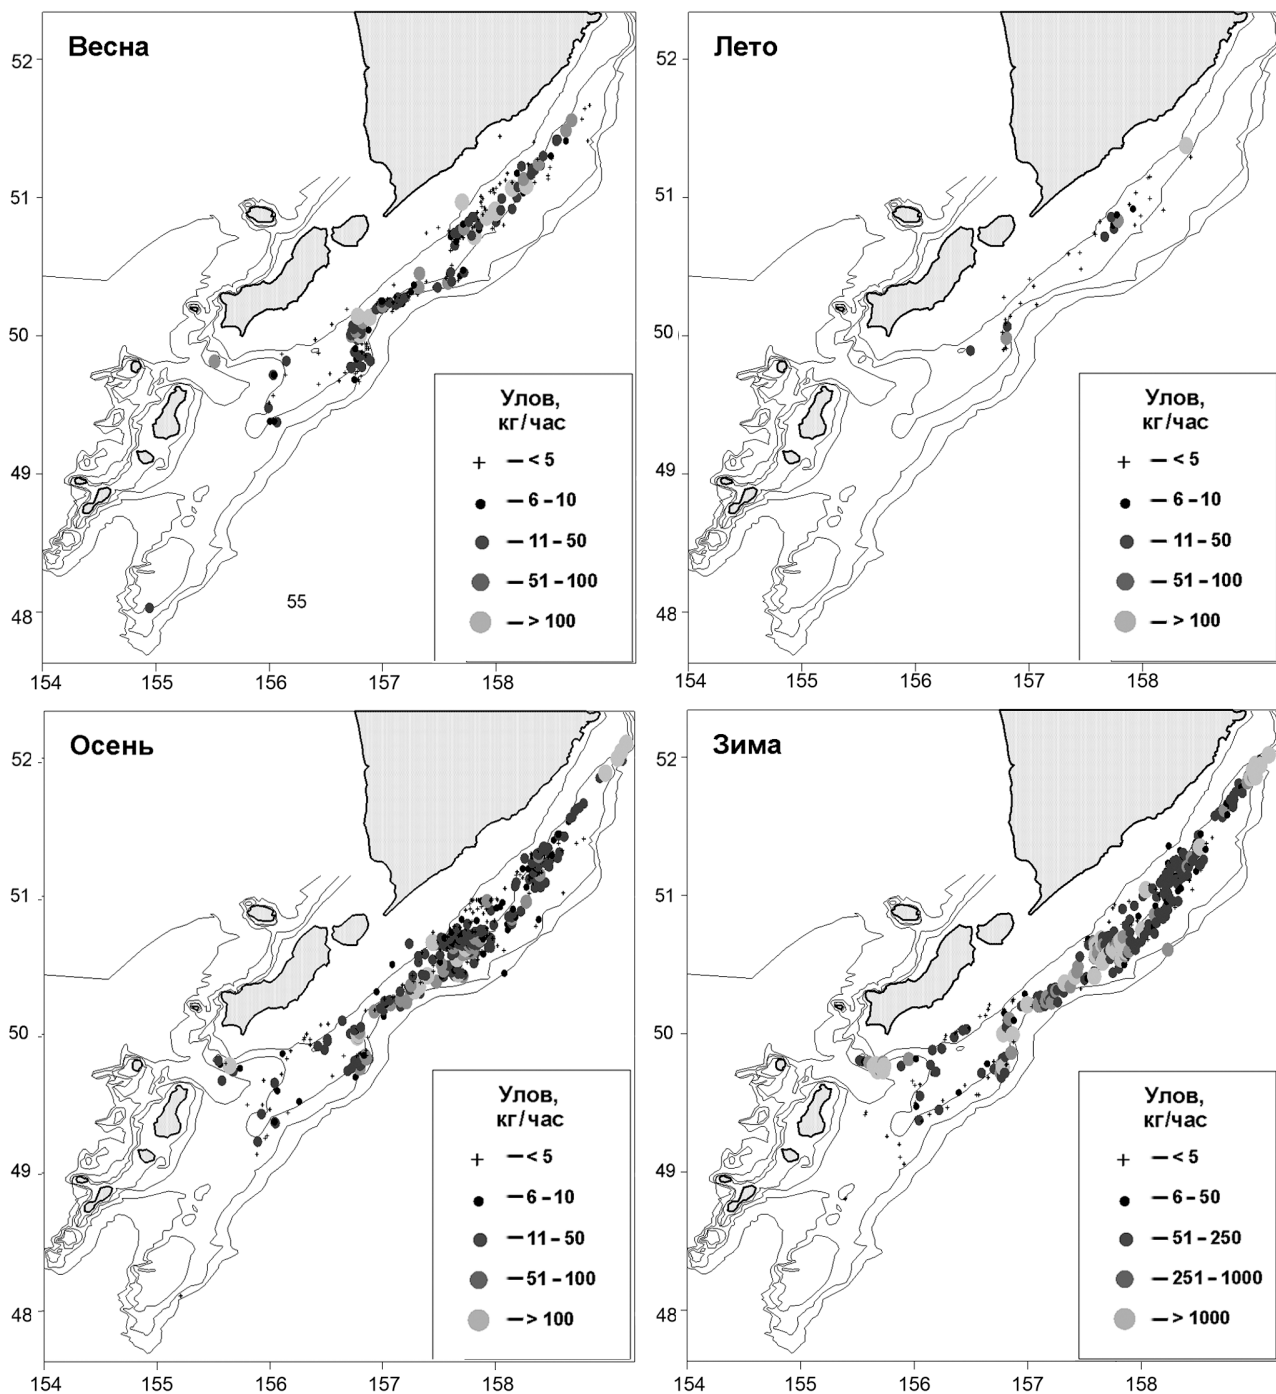 Весна
52
51
50
49
48
55
Улов,
кг/час
+ — < 5
— 6 – 10
— 11 – 50
— 51 – 100
— > 100
154 155 156 157 158
Лето
52
51
50
49
48
Улов,
кг/час
+ — < 5
— 6 – 10
— 11 – 50
— 51 – 100
— > 100
154 155 156 157 158
Осень
52
51
50
49
48
Улов,
кг/час
+ — < 5
— 6 – 10
— 11 – 50
— 51 – 100
— > 100
154 155 156 157 158
Зима
52
51
50
49
48
Улов,
кг/час
+ — < 5
— 6 – 50
— 51 – 250
— 251 – 1000
— > 1000
154 155 156 157 158